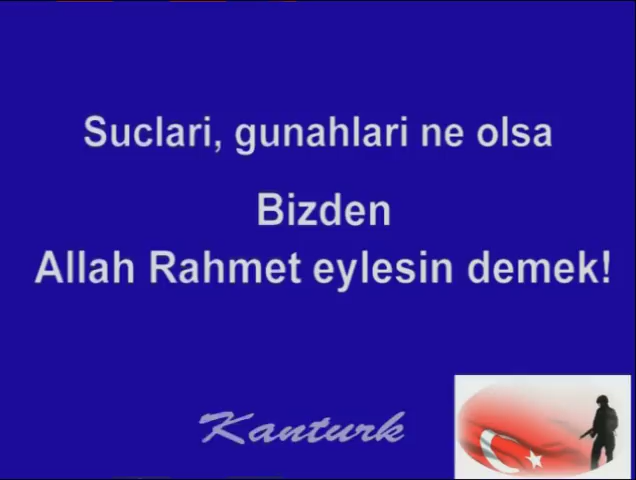 Suclari, gunahlari ne olsa
Bizden
Allah Rahmet eylesin demek!
Kanturk